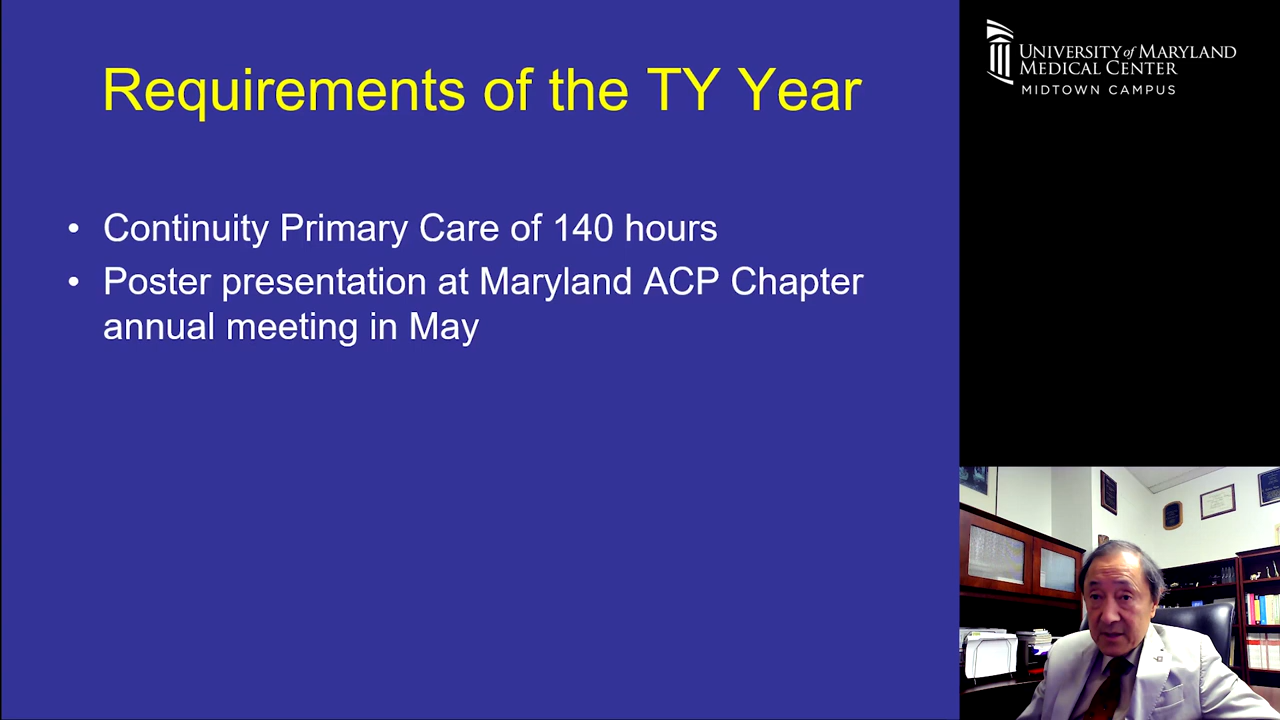 Requirements of the TY Year
• Continuity Primary Care of 140 hours
• Poster presentation at Maryland ACP Chapter
annual meeting in May
UNIVERSITY of MARYLAND
MEDICAL CENTER
MIDTOWN CAMPUS